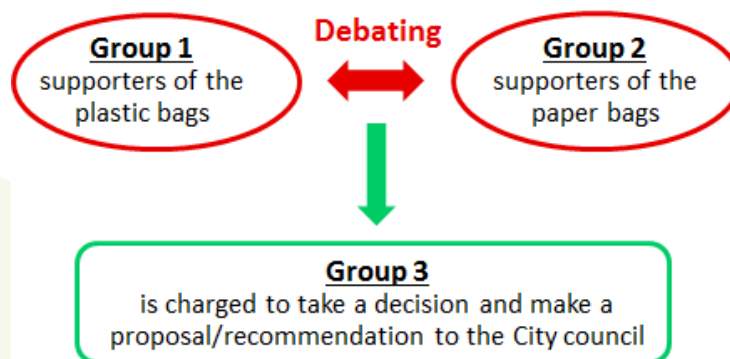 Debating
Group 1
supporters of the
plastic bags
Group 2
supporters of the
paper bags
Group 3
is charged to take a decision and make a
proposal/recommendation to the City council